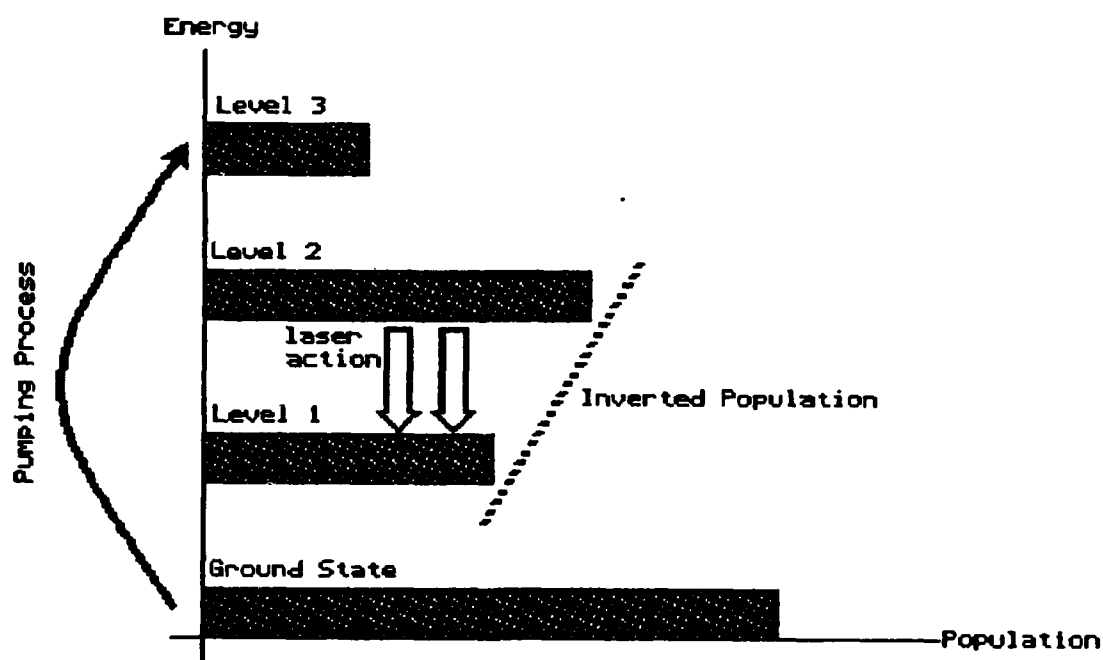 Energy
Level 3
Level 2
laser
action
Pumping Process
Inverted Population
Level 1
Ground State
Population